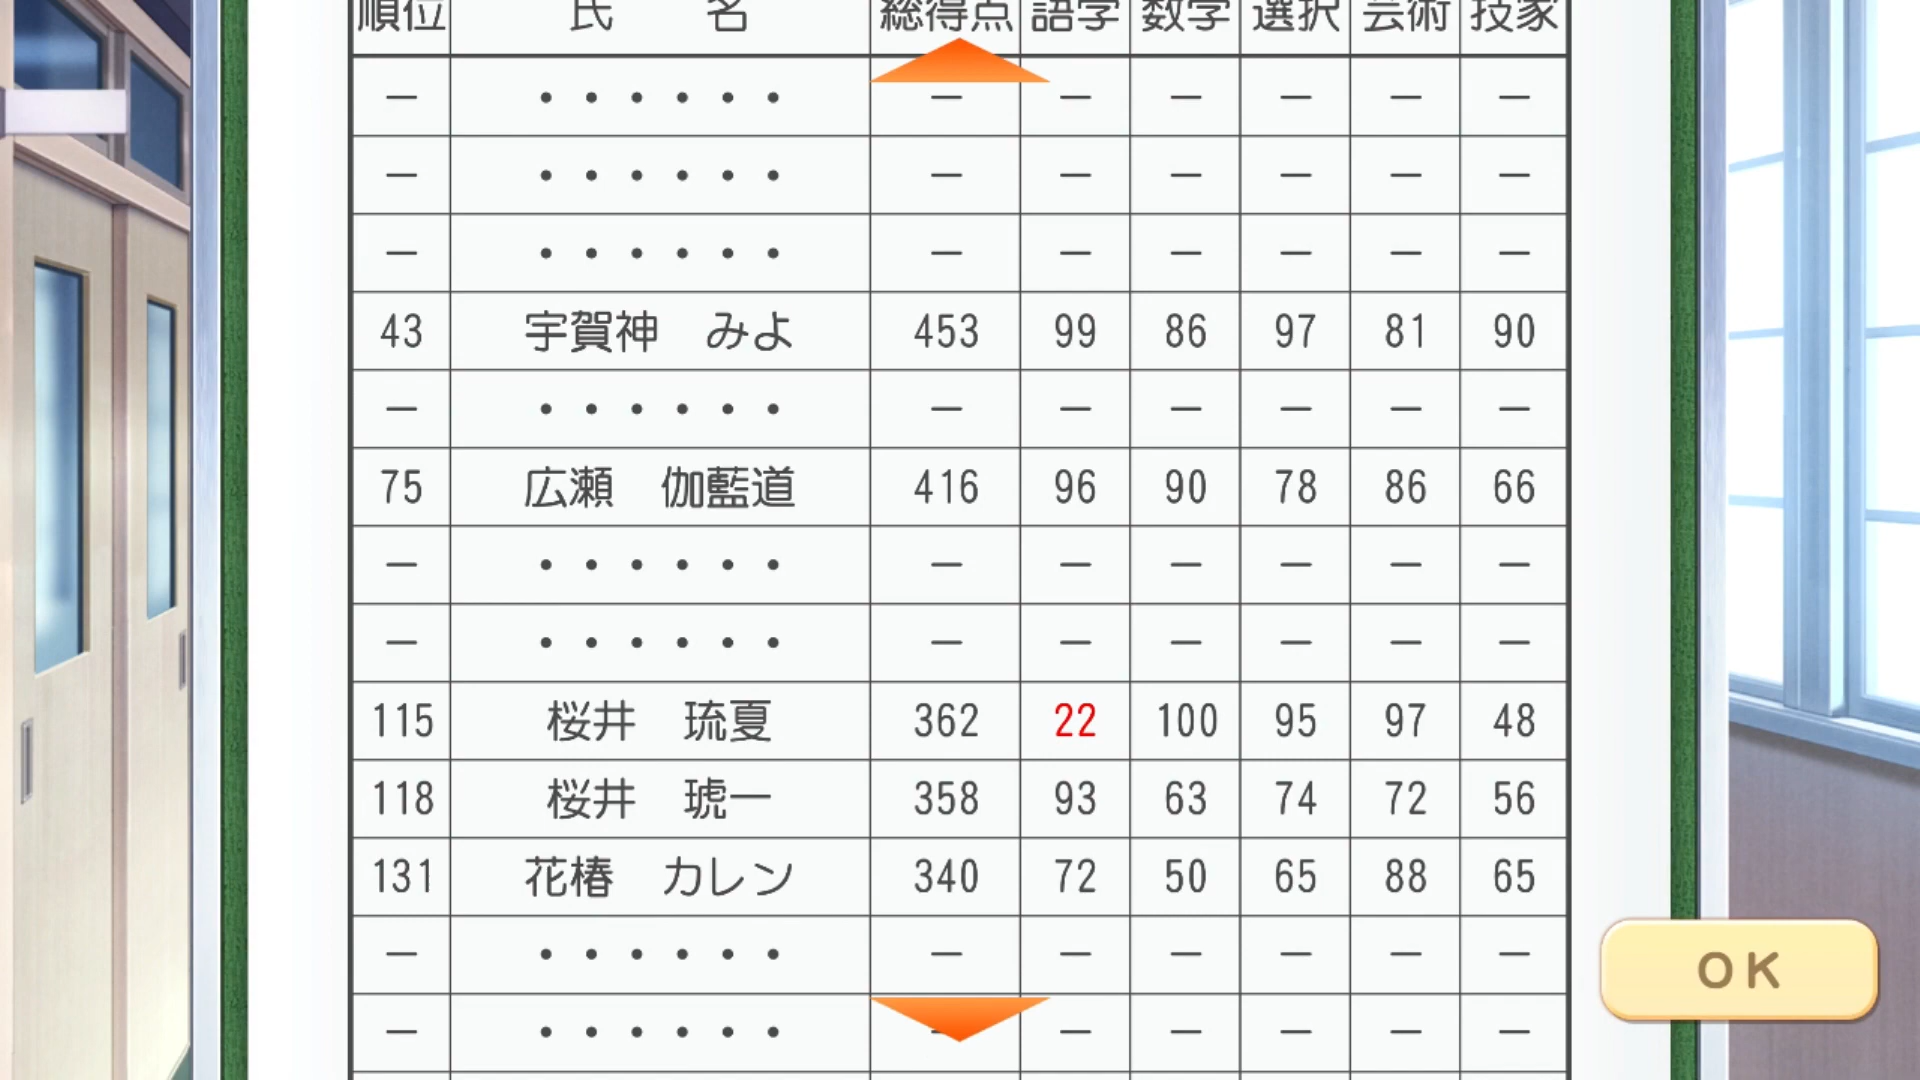 順位 氏 名 総得点 語学 数学 選択 芸術 技家
— ・・・・・・ — — — — — —
— ・・・・・・ — — — — — —
— ・・・・・・ — — — — — —
43 宇賀神 みよ 453 99 86 97 81 90
— ・・・・・・ — — — — — —
75 広瀬 伽藍道 416 96 90 78 86 66
— ・・・・・・ — — — — — —
— ・・・・・・ — — — — — —
115 桜井 琉夏 362 22 100 95 97 48
118 桜井 琥一 358 93 63 74 72 56
131 花椿 カレン 340 72 50 65 88 65
— ・・・・・・ — — — — — —
— ・・・・・・ — — — — — —
OK